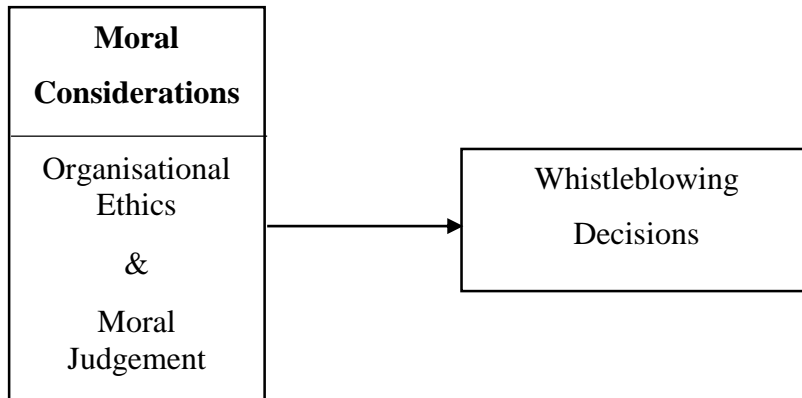 Moral
Considerations
Organisational
Ethics
&
Moral
Judgement
Whistleblowing
Decisions